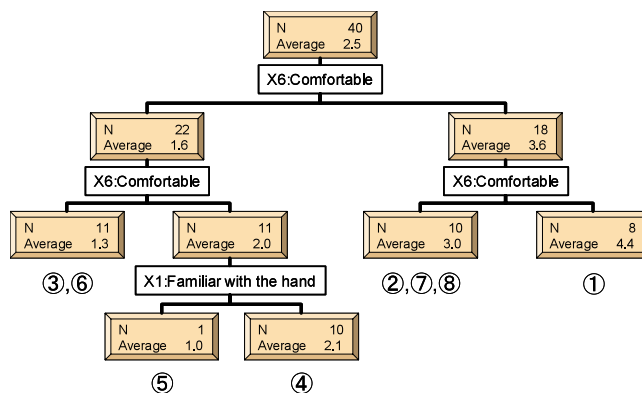 N 40
Average 2.5
X6:Comfortable
N 22
Average 1.6
N 18
Average 3.6
X6:Comfortable
X6:Comfortable
N 11
Average 1.3
N 11
Average 2.0
N 10
Average 3.0
N 8
Average 4.4
③,⑥
X1:Familiar with the hand
②,⑦,⑧
①
N 1
Average 1.0
N 10
Average 2.1
⑤
④